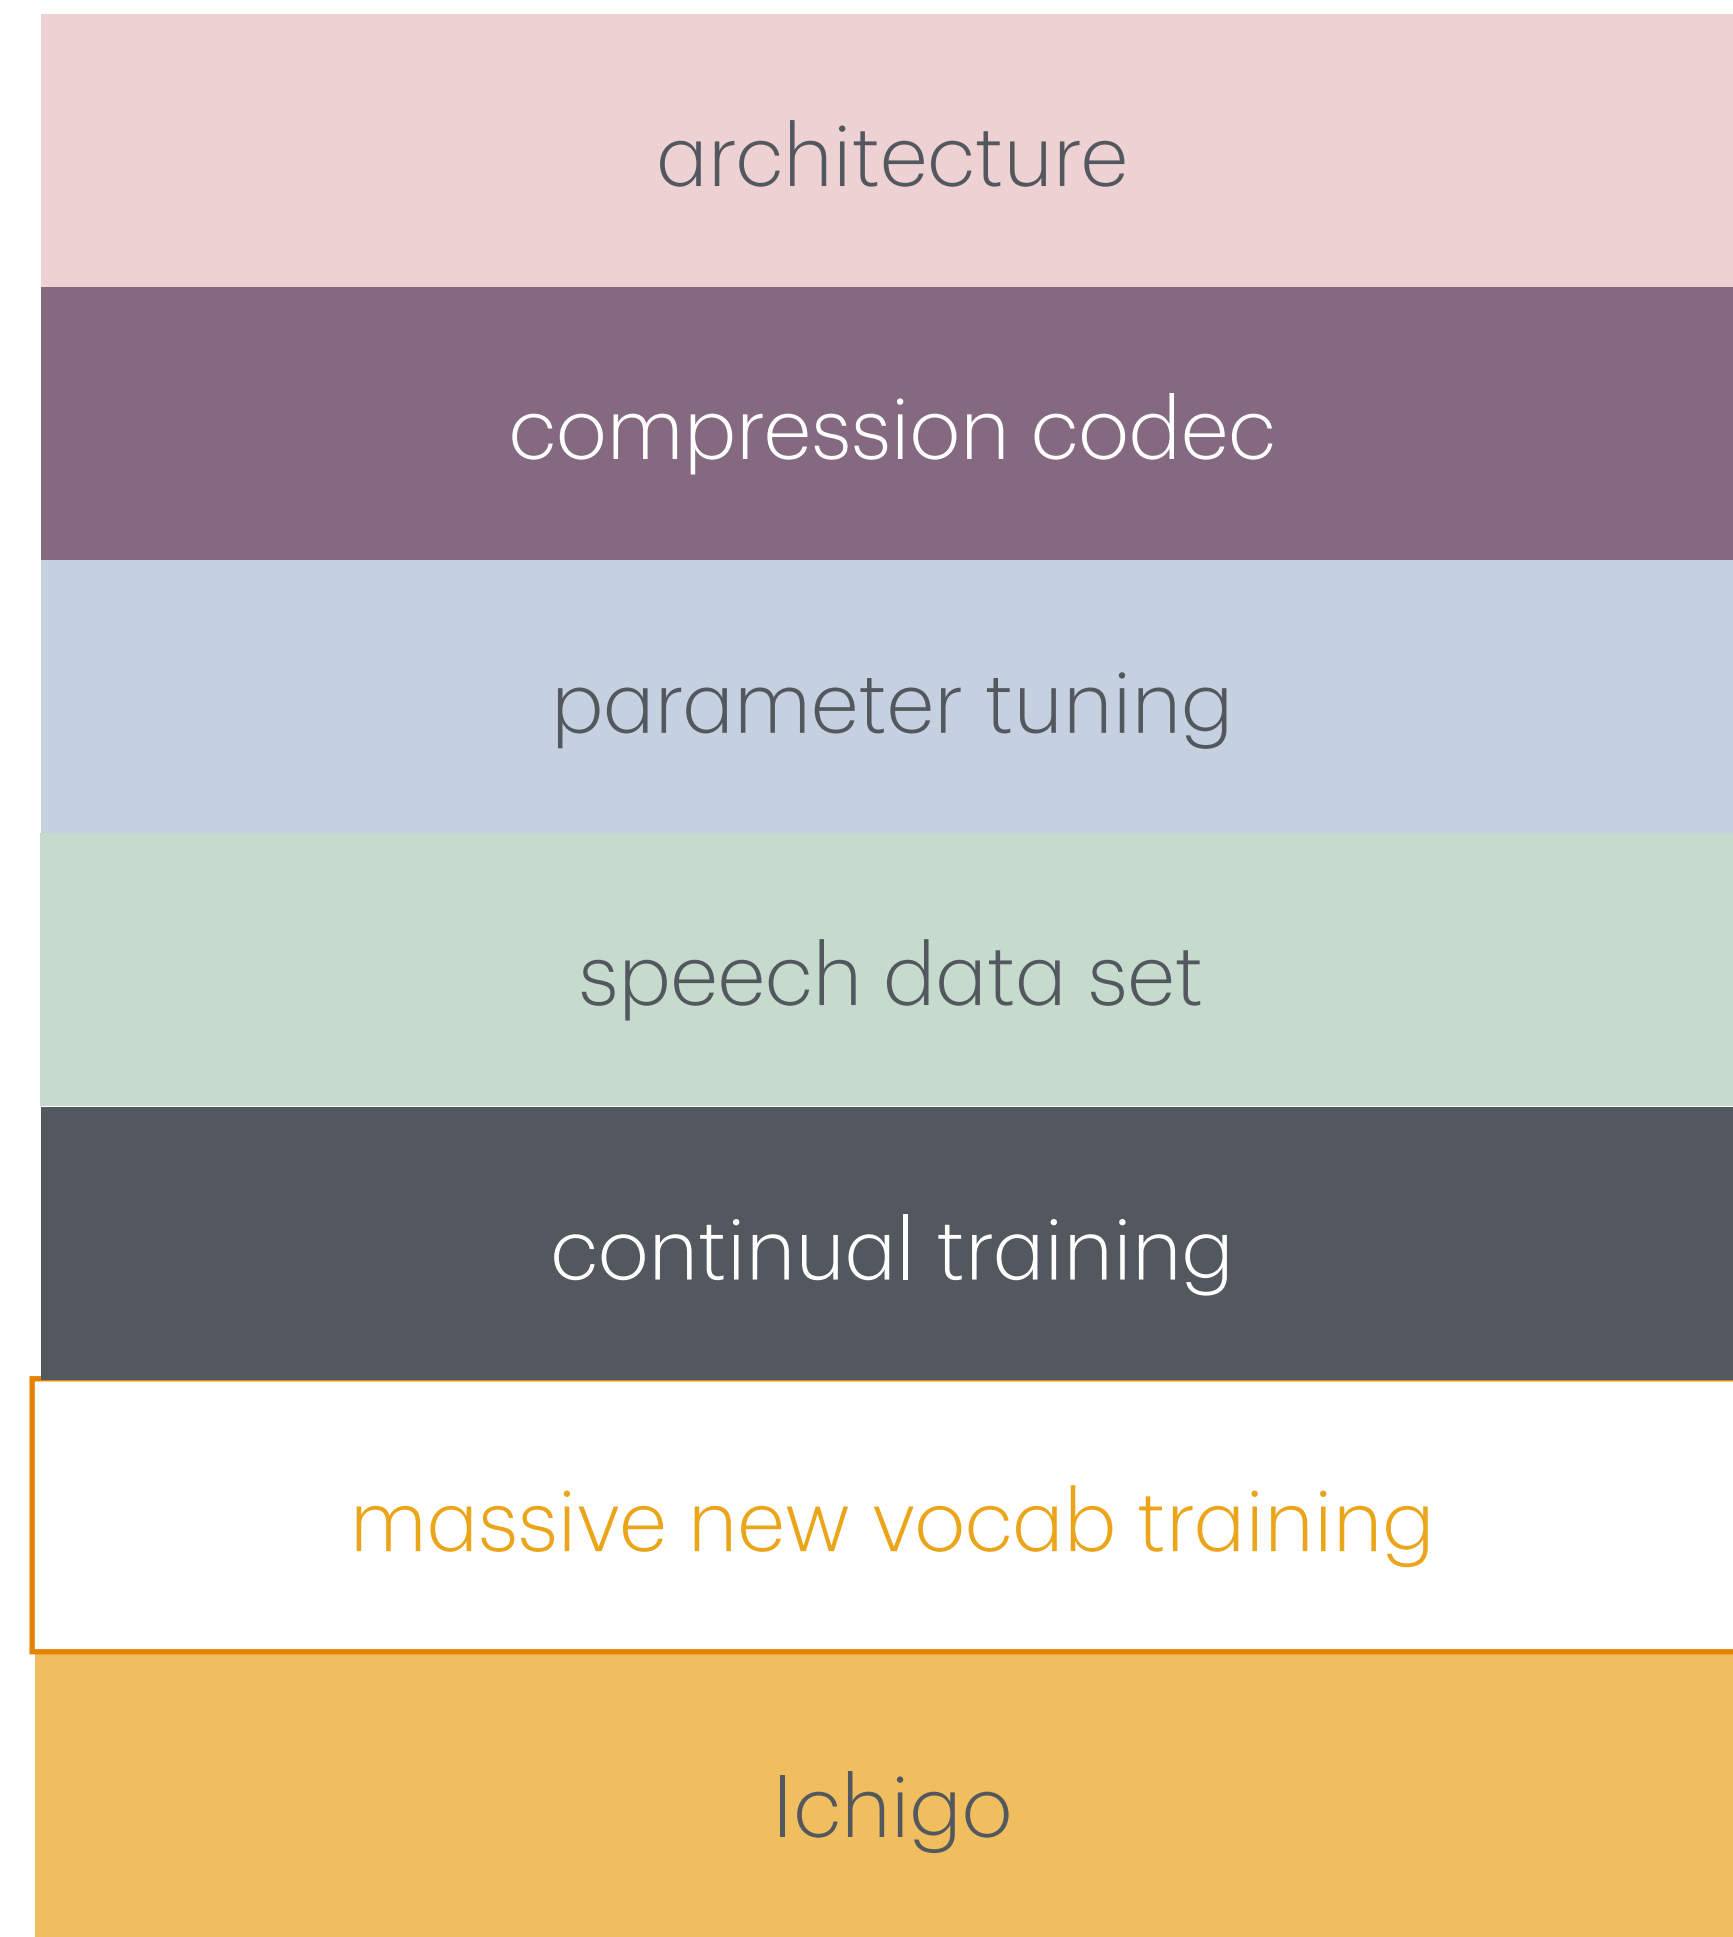 architecture
compression codec
parameter tuning
speech data set
continual training
massive new vocab training
Ichigo